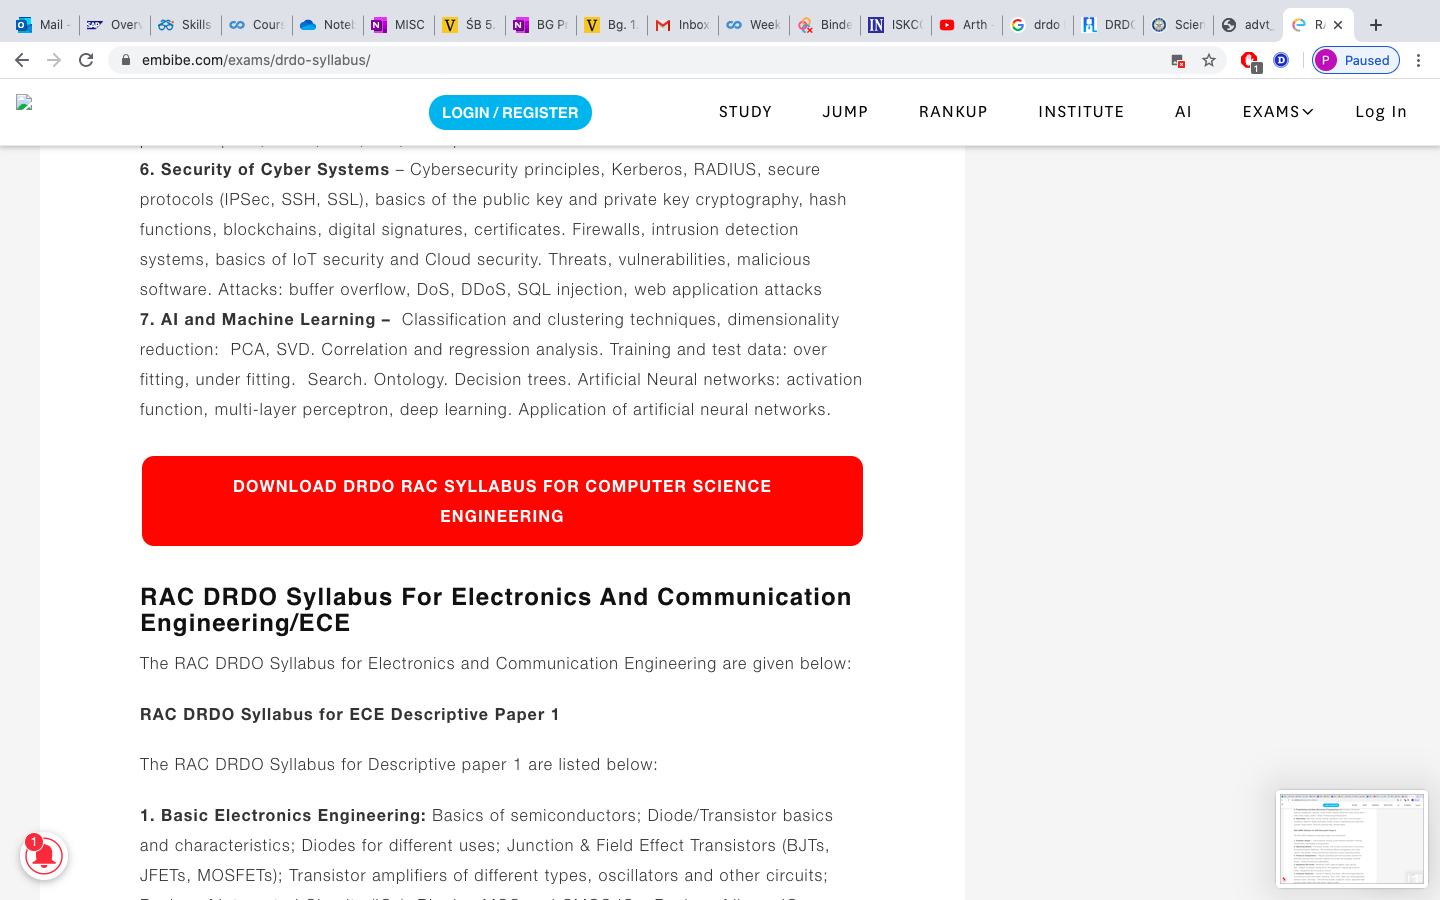 Mail -
Over
Skills
Cour
Noteb
MISC
ŚB 5.
BG P
Bg. 1.
Inbox
Week
Binde
ISKC
Arth -
drdo
DRDO
Scien
advt_
RA
embibe.com/exams/drdo-syllabus/
1
P Paused
LOGIN / REGISTER
STUDY JUMP RANKUP INSTITUTE AI EXAMS Log In
6. Security of Cyber Systems – Cybersecurity principles, Kerberos, RADIUS, secure
protocols (IPSec, SSH, SSL), basics of the public key and private key cryptography, hash
functions, blockchains, digital signatures, certificates. Firewalls, intrusion detection
systems, basics of IoT security and Cloud security. Threats, vulnerabilities, malicious
software. Attacks: buffer overflow, DoS, DDoS, SQL injection, web application attacks
7. AI and Machine Learning – Classification and clustering techniques, dimensionality
reduction: PCA, SVD. Correlation and regression analysis. Training and test data: over
fitting, under fitting. Search. Ontology. Decision trees. Artificial Neural networks: activation
function, multi-layer perceptron, deep learning. Application of artificial neural networks.
DOWNLOAD DRDO RAC SYLLABUS FOR COMPUTER SCIENCE
ENGINEERING
RAC DRDO Syllabus For Electronics And Communication
Engineering/ECE
The RAC DRDO Syllabus for Electronics and Communication Engineering are given below:
RAC DRDO Syllabus for ECE Descriptive Paper 1
The RAC DRDO Syllabus for Descriptive paper 1 are listed below:
1. Basic Electronics Engineering: Basics of semiconductors; Diode/Transistor basics
and characteristics; Diodes for different uses; Junction & Field Effect Transistors (BJTs,
JFETs, MOSFETs); Transistor amplifiers of different types, oscillators and other circuits;
1